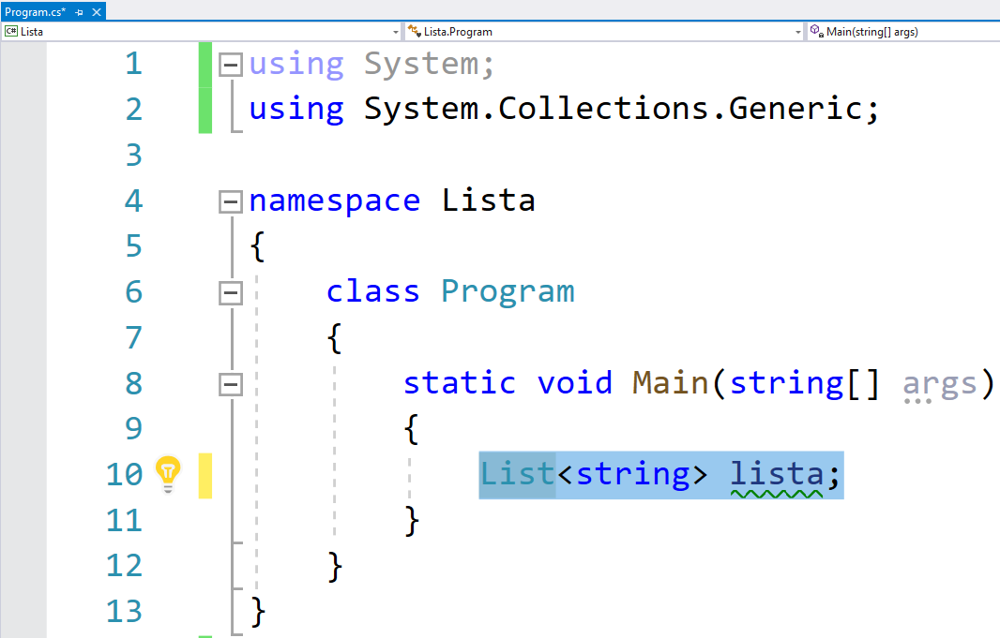 Program.cs*
C# Lista Lista.Program Main(string[] args)
1 using System;
2 using System.Collections.Generic;
3
4 namespace Lista
5 {
6 class Program
7 {
8 static void Main(string[] args)
9 {
10 List<string> lista;
11 }
12 }
13 }